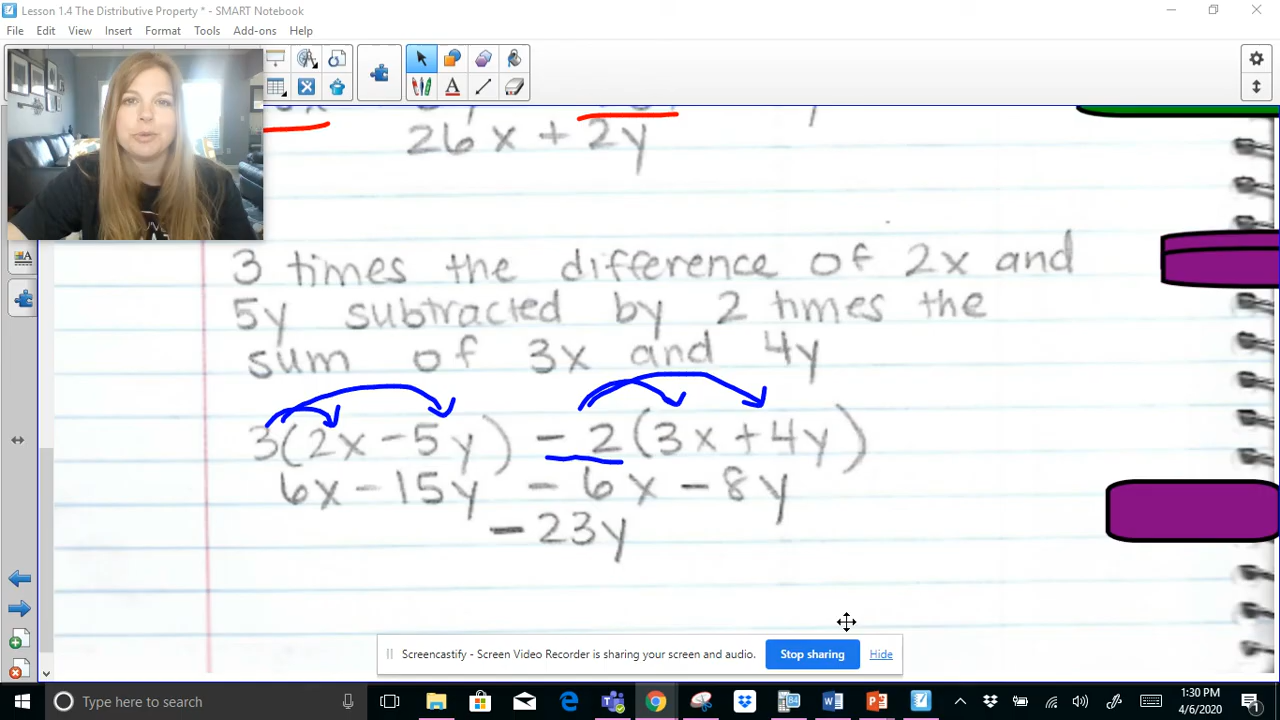 Lesson 1.4 The Distributive Property * - SMART Notebook
File Edit View Insert Format Tools Add-ons Help
26x + 2y
3 times the difference of 2x and
5y subtracted by 2 times the
sum of 3x and 4y
3(2x - 5y) - 2(3x + 4y)
6x - 15y - 6x - 8y
- 23y
Screencastify - Screen Video Recorder is sharing your screen and audio. Stop sharing Hide
Type here to search
1:30 PM
4/6/2020